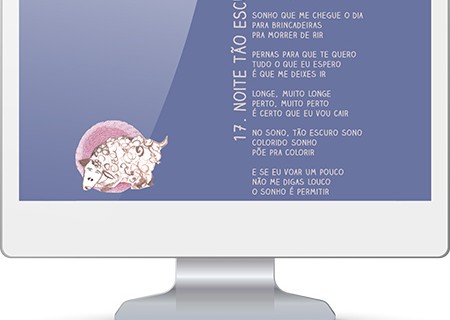 17. NOITE TÃO ESC
SONHO QUE ME CHEGUE O DIA
PARA BRINCADEIRAS
PRA MORRER DE RIR
PERNAS PARA QUE TE QUERO
TUDO O QUE EU ESPERO
É QUE ME DEIXES IR
LONGE, MUITO LONGE
PERTO, MUITO PERTO
É CERTO QUE EU VOU CAIR
NO SONO, TÃO ESCURO SONO
COLORIDO SONHO
PÕE PRA COLORIR
E SE EU VOAR UM POUCO
NÃO ME DIGAS LOUCO
O SONHO É PERMITIR